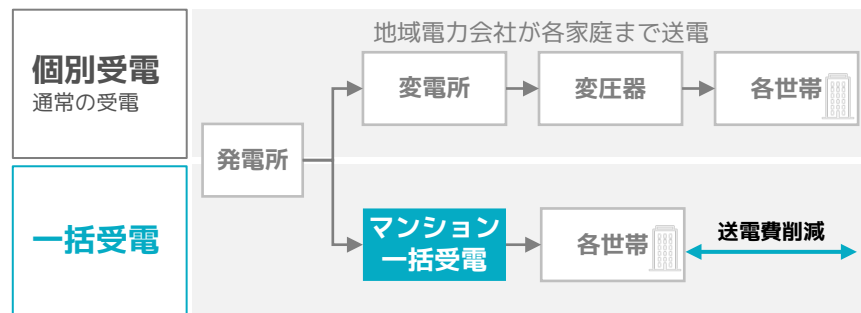 個別受電
通常の受電
地域電力会社が各家庭まで送電
変電所
変圧器
各世帯
発電所
一括受電
マンション
一括受電
各世帯
送電費削減